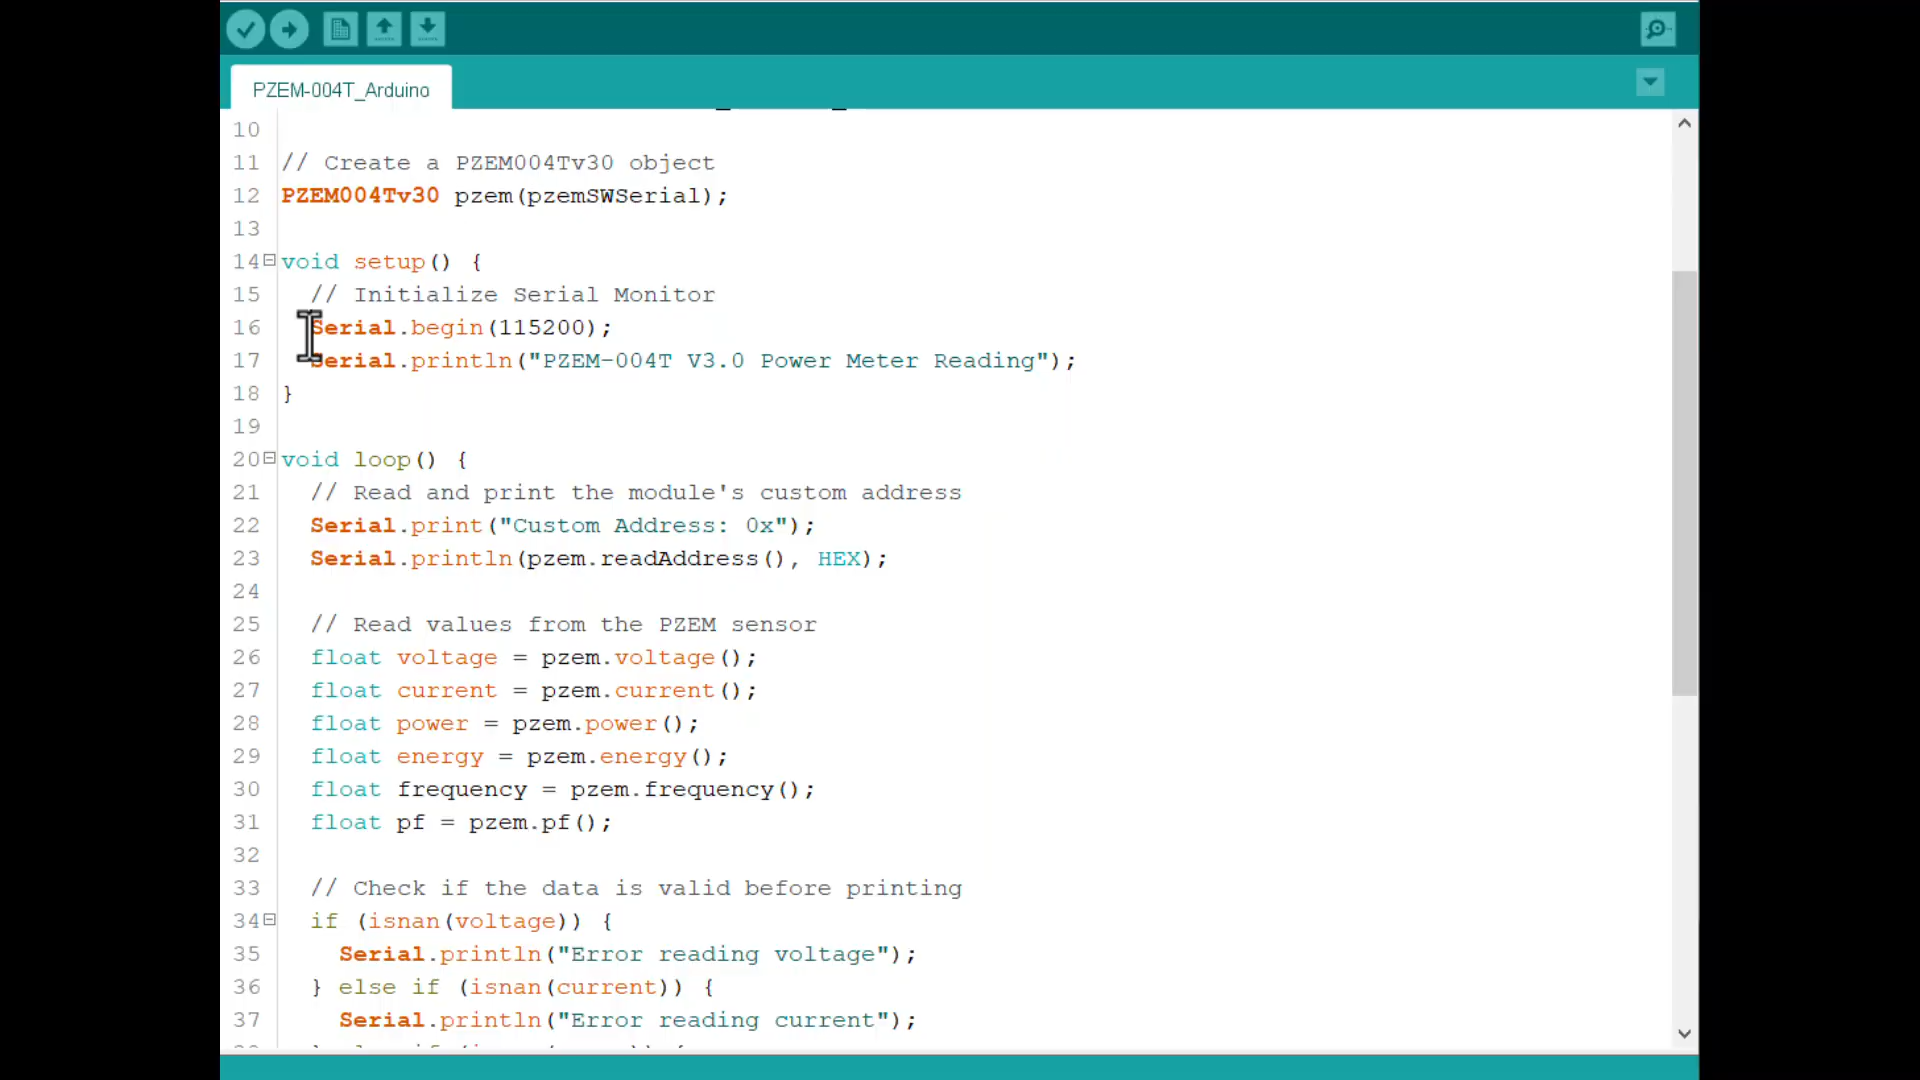 PZEM-004T_Arduino
10
11 // Create a PZEM004Tv30 object
12 PZEM004Tv30 pzem(pzemSWSerial);
13
14 void setup() {
15 // Initialize Serial Monitor
16 Serial.begin(115200);
17 Serial.println("PZEM-004T V3.0 Power Meter Reading");
18 }
19
20 void loop() {
21 // Read and print the module's custom address
22 Serial.print("Custom Address: 0x");
23 Serial.println(pzem.readAddress(), HEX);
24
25 // Read values from the PZEM sensor
26 float voltage = pzem.voltage();
27 float current = pzem.current();
28 float power = pzem.power();
29 float energy = pzem.energy();
30 float frequency = pzem.frequency();
31 float pf = pzem.pf();
32
33 // Check if the data is valid before printing
34 if (isnan(voltage)) {
35 Serial.println("Error reading voltage");
36 } else if (isnan(current)) {
37 Serial.println("Error reading current");